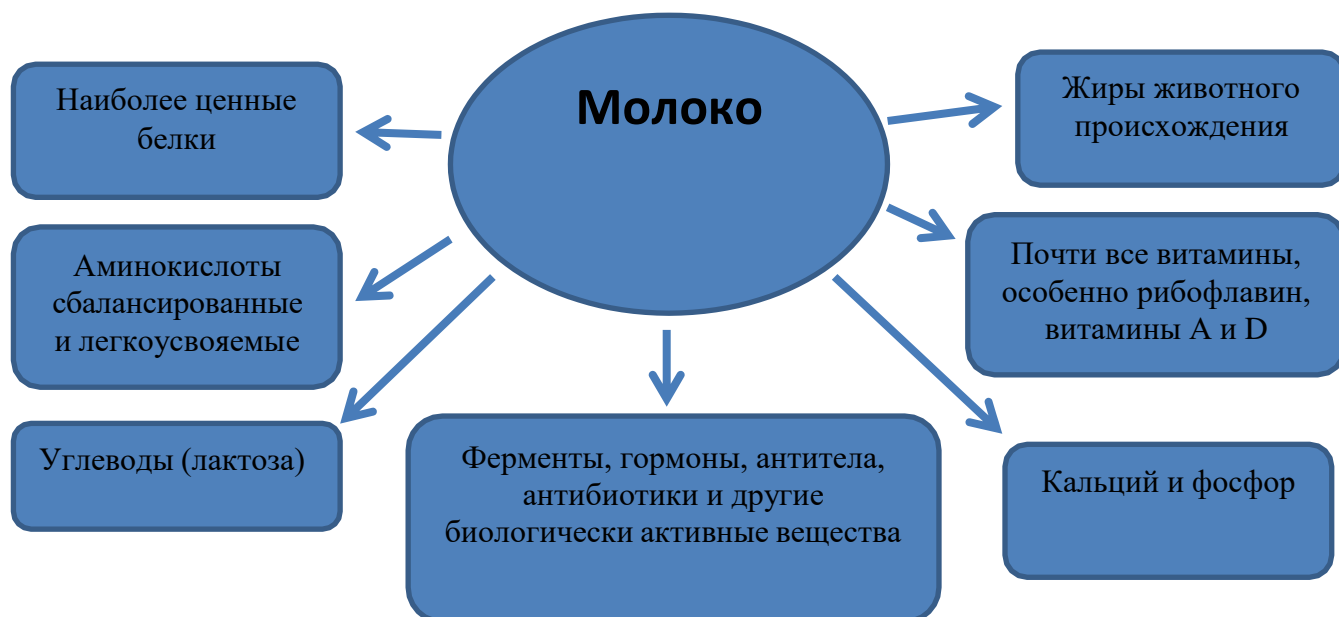 Молоко
Наиболее ценные
белки
Жиры животного
происхождения
Аминокислоты
сбалансированные
и легкоусвояемые
Почти все витамины,
особенно рибофлавин,
витамины А и D
Углеводы (лактоза)
Ферменты, гормоны, антитела,
антибиотики и другие
биологически активные вещества
Кальций и фосфор